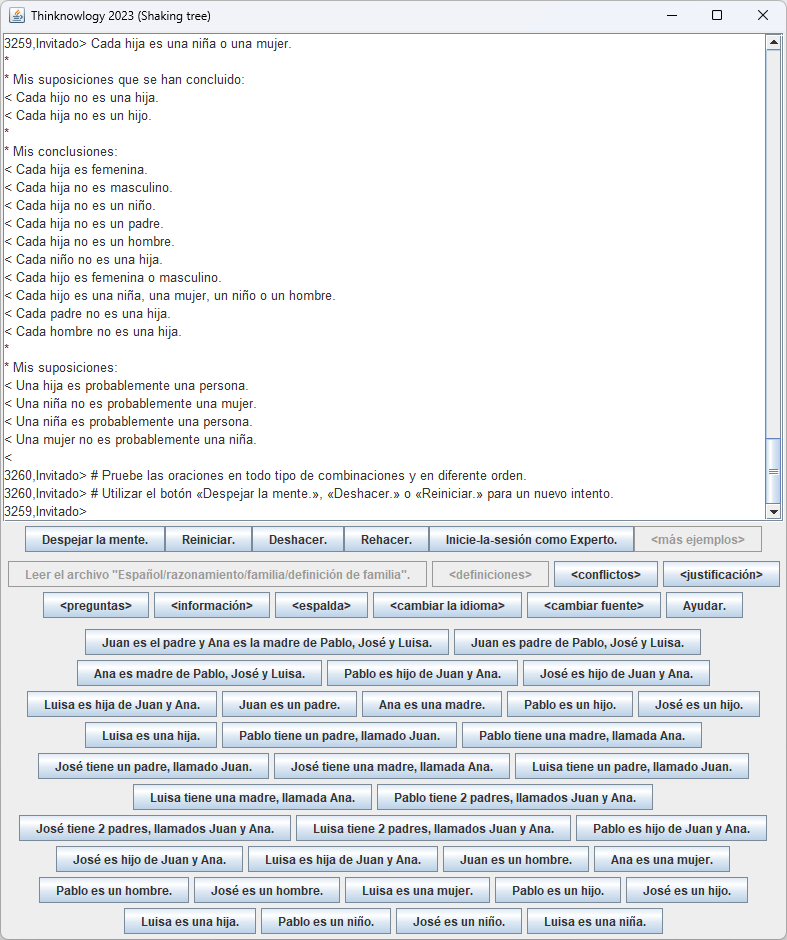 Thinknowlogy 2023 (Shaking tree)
3259,Invitado> Cada hija es una niña o una mujer.
*
* Mis suposiciones que se han concluido:
< Cada hijo no es una hija.
< Cada hija no es un hijo.
*
* Mis conclusiones:
< Cada hija es femenina.
< Cada hija no es masculino.
< Cada hija no es un niño.
< Cada hija no es un padre.
< Cada hija no es un hombre.
< Cada niño no es una hija.
< Cada hijo es femenina o masculino.
< Cada hijo es una niña, una mujer, un niño o un hombre.
< Cada padre no es una hija.
< Cada hombre no es una hija.
*
* Mis suposiciones:
< Una hija es probablemente una persona.
< Una niña no es probablemente una mujer.
< Una niña es probablemente una persona.
< Una mujer no es probablemente una niña.
<
3260,Invitado> # Pruebe las oraciones en todo tipo de combinaciones y en diferente orden.
3260,Invitado> # Utilizar el botón «Despejar la mente.», «Deshacer.» o «Reiniciar.» para un nuevo intento.
3259,Invitado>
Despejar la mente. Reiniciar. Deshacer. Rehacer. Inicie-la-sesión como Experto. <más ejemplos>
Leer el archivo "Español/razonamiento/familia/definición de familia". <definiciones> <conflictos> <justificación>
<preguntas> <información> <espalda> <cambiar la idioma> <cambiar fuente> Ayudar.
Juan es el padre y Ana es la madre de Pablo, José y Luisa. Juan es padre de Pablo, José y Luisa.
Ana es madre de Pablo, José y Luisa. Pablo es hijo de Juan y Ana. José es hijo de Juan y Ana.
Luisa es hija de Juan y Ana. Juan es un padre. Ana es una madre. Pablo es un hijo. José es un hijo.
Luisa es una hija. Pablo tiene un padre, llamado Juan. Pablo tiene una madre, llamada Ana.
José tiene un padre, llamado Juan. José tiene una madre, llamada Ana. Luisa tiene un padre, llamado Juan.
Luisa tiene una madre, llamada Ana. Pablo tiene 2 padres, llamados Juan y Ana.
José tiene 2 padres, llamados Juan y Ana. Luisa tiene 2 padres, llamados Juan y Ana. Pablo es hijo de Juan y Ana.
José es hijo de Juan y Ana. Luisa es hija de Juan y Ana. Juan es un hombre. Ana es una mujer.
Pablo es un hombre. José es un hombre. Luisa es una mujer. Pablo es un hijo. José es un hijo.
Luisa es una hija. Pablo es un niño. José es un niño. Luisa es una niña.